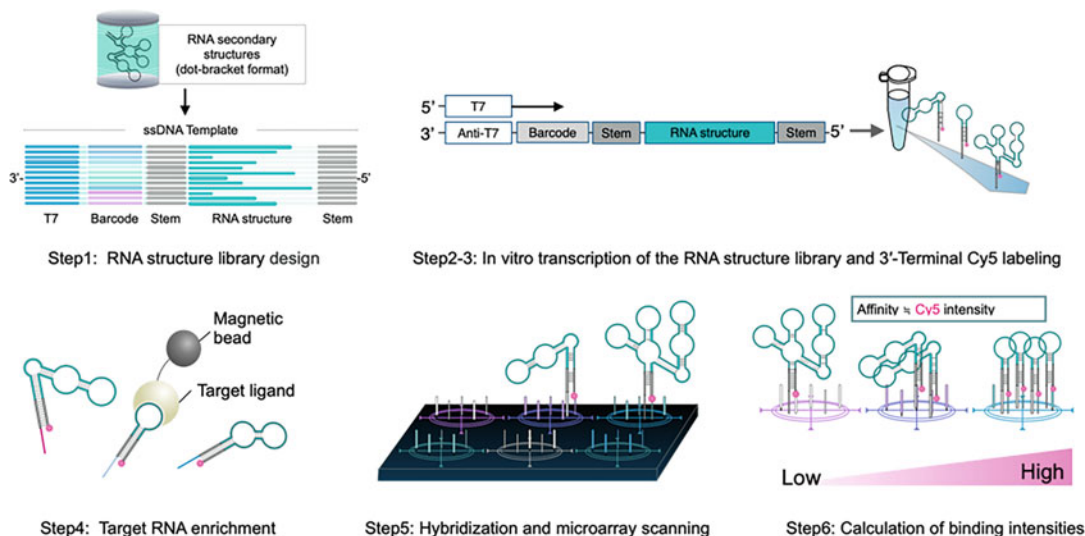 RNA secondary
structures
(dot-bracket format)
ssDNA Template
3'-
-5'
T7
Barcode
Stem
RNA structure
Stem
Step1: RNA structure library design
5'
T7
3'
Anti-T7
Barcode
Stem
RNA structure
Stem
Step2-3: In vitro transcription of the RNA structure library and 3′-Terminal Cy5 labeling
Magnetic
bead
Target ligand
Step4: Target RNA enrichment
Step5: Hybridization and microarray scanning
Affinity ≒ Cy5 intensity
Low
High
Step6: Calculation of binding intensities